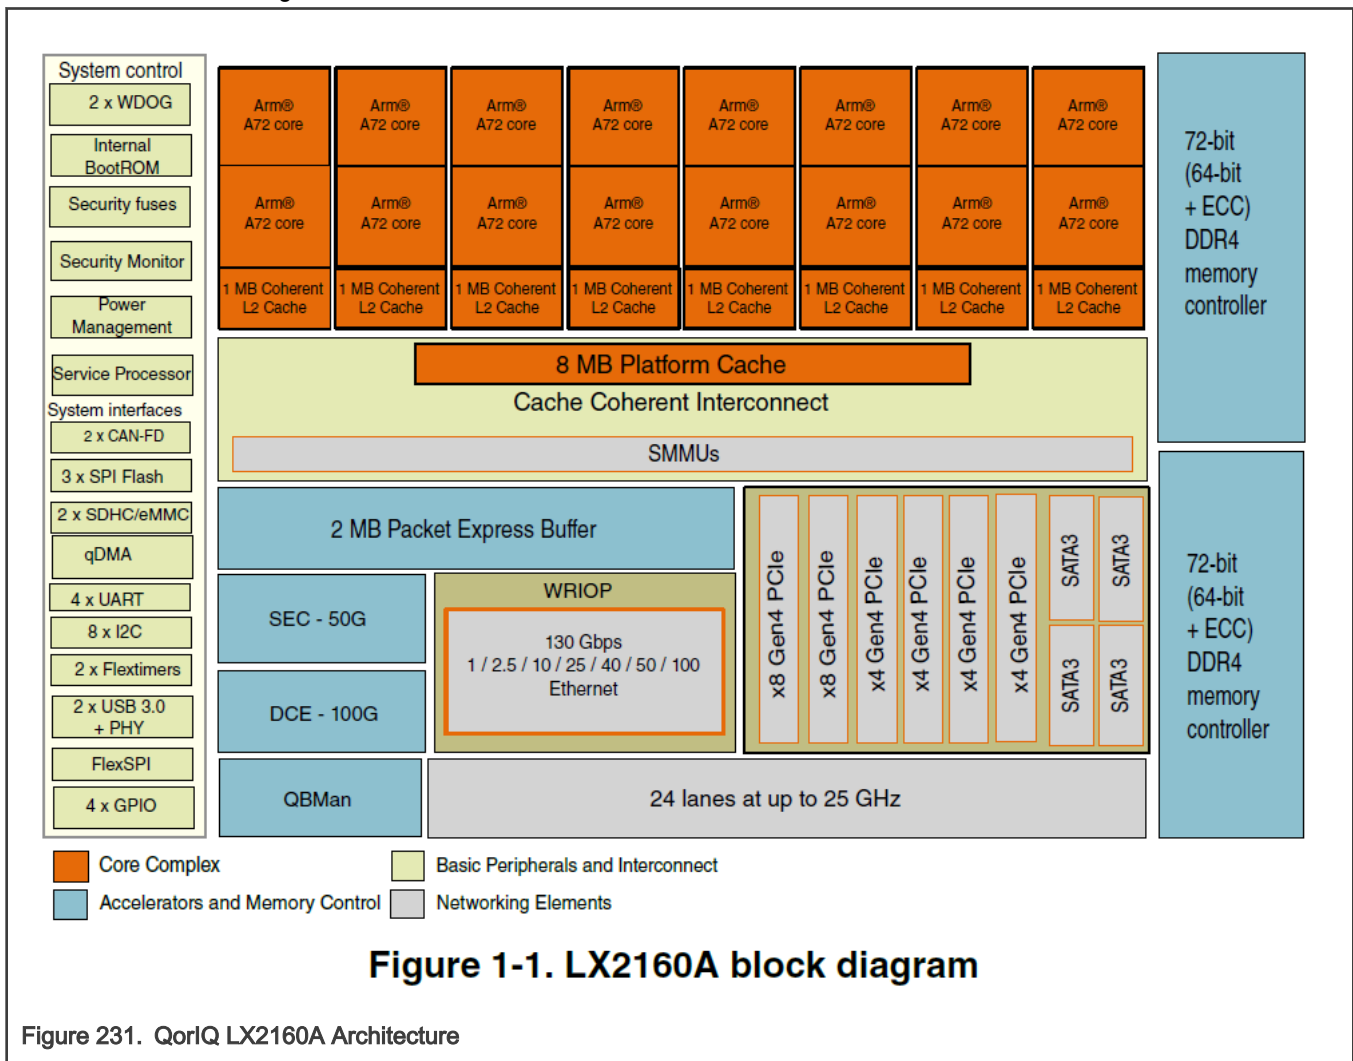 System control
2 x WDOG
Internal
BootROM
Security fuses
Security Monitor
Power
Management
Service Processor
System interfaces
2 x CAN-FD
3 x SPI Flash
2 x SDHC/eMMC
qDMA
4 x UART
8 x I2C
2 x Flextimers
2 x USB 3.0
+ PHY
FlexSPI
4 x GPIO
Arm® Arm® Arm® Arm® Arm® Arm® Arm® Arm®
A72 core A72 core A72 core A72 core A72 core A72 core A72 core A72 core
Arm® Arm® Arm® Arm® Arm® Arm® Arm® Arm®
A72 core A72 core A72 core A72 core A72 core A72 core A72 core A72 core
1 MB Coherent 1 MB Coherent 1 MB Coherent 1 MB Coherent 1 MB Coherent 1 MB Coherent 1 MB Coherent 1 MB Coherent
L2 Cache L2 Cache L2 Cache L2 Cache L2 Cache L2 Cache L2 Cache L2 Cache
8 MB Platform Cache
Cache Coherent Interconnect
SMMUs
2 MB Packet Express Buffer
SEC - 50G
DCE - 100G
WRIOP
130 Gbps
1 / 2.5 / 10 / 25 / 40 / 50 / 100
Ethernet
x8 Gen4 PCIe
x8 Gen4 PCIe
x4 Gen4 PCIe
x4 Gen4 PCIe
x4 Gen4 PCIe
x4 Gen4 PCIe
SATA3
SATA3
SATA3
SATA3
QBMan
24 lanes at up to 25 GHz
72-bit
(64-bit
+ ECC)
DDR4
memory
controller
72-bit
(64-bit
+ ECC)
DDR4
memory
controller
Core Complex
Basic Peripherals and Interconnect
Accelerators and Memory Control
Networking Elements
Figure 1-1. LX2160A block diagram
Figure 231. QorIQ LX2160A Architecture